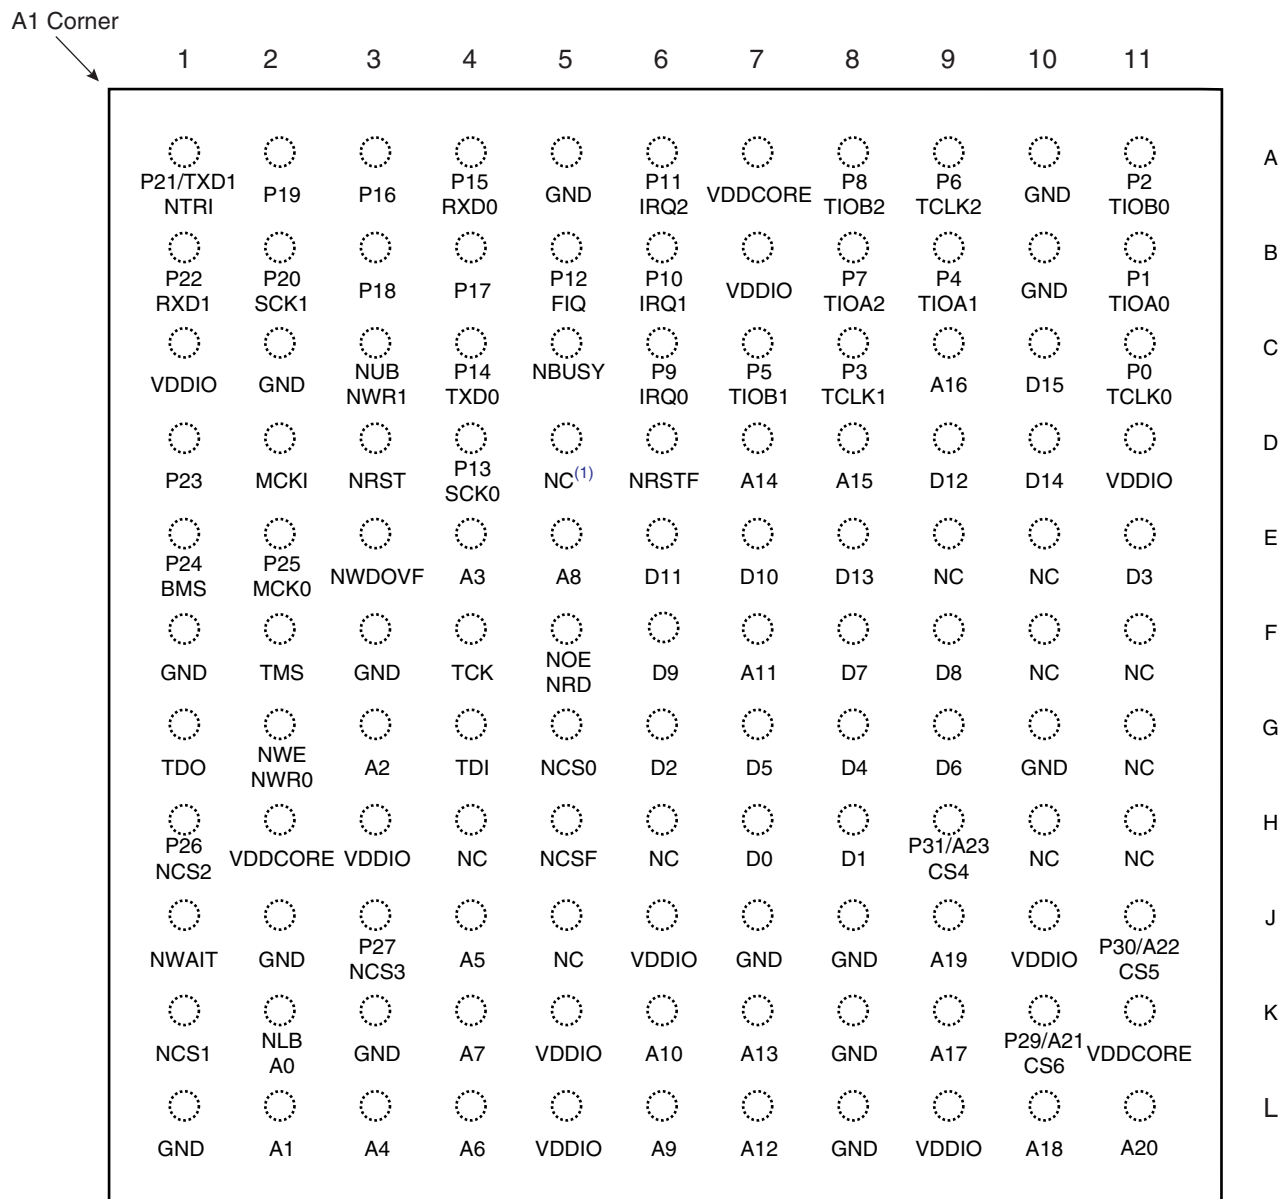 A1 Corner
1 2 3 4 5 6 7 8 9 10 11
A
P21/TXD1 P19 P16 P15 GND P11 VDDCORE P8 P6 GND P2
NTRI RXD0 IRQ2 TIOB2 TCLK2 TIOB0
B
P22 P20 P18 P17 P12 P10 VDDIO P7 P4 GND P1
RXD1 SCK1 FIQ IRQ1 TIOA2 TIOA1 TIOA0
C
VDDIO GND NUB P14 NBUSY P9 P5 P3 A16 D15 P0
NWR1 TXD0 IRQ0 TIOB1 TCLK1 TCLK0
D
P23 MCKI NRST P13 NC(1) NRSTF A14 A15 D12 D14 VDDIO
SCK0
E
P24 P25 NWDOVF A3 A8 D11 D10 D13 NC NC D3
BMS MCK0
F
GND TMS GND TCK NOE D9 A11 D7 D8 NC NC
NRD
G
TDO NWE A2 TDI NCS0 D2 D5 D4 D6 GND NC
NWR0
H
P26 VDDCORE VDDIO NC NCSF NC D0 D1 P31/A23 NC NC
NCS2 CS4
J
NWAIT GND P27 A5 NC VDDIO GND GND A19 VDDIO P30/A22
NCS3 CS5
K
NCS1 NLB GND A7 VDDIO A10 A13 GND A17 P29/A21 VDDCORE
A0 CS6
L
GND A1 A4 A6 VDDIO A9 A12 GND VDDIO A18 A20